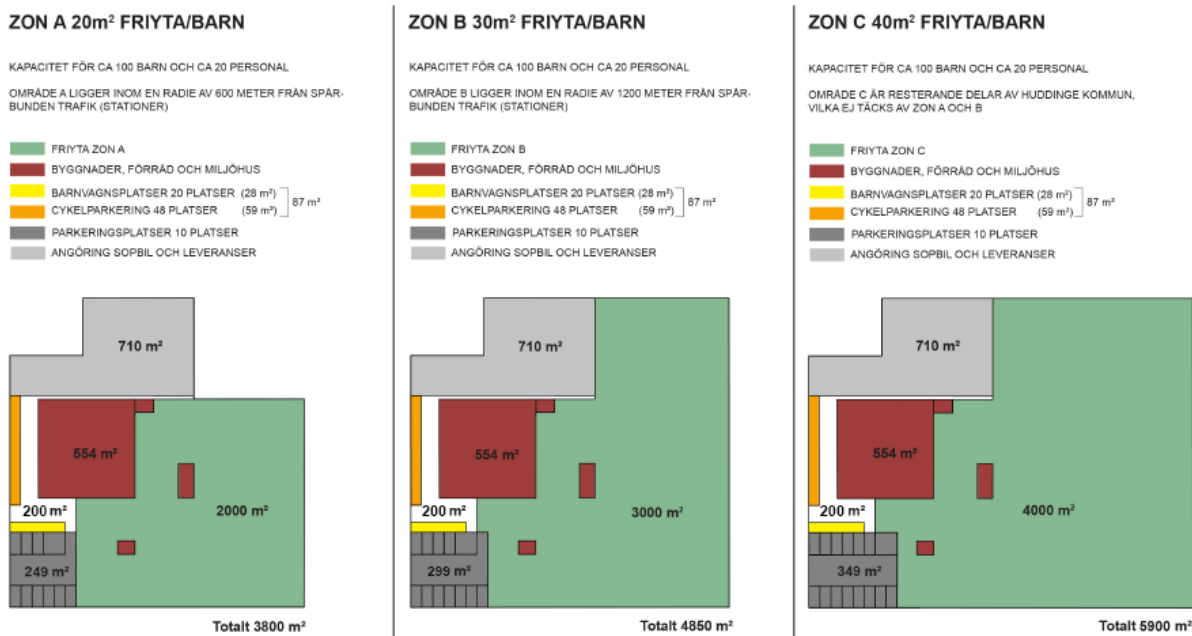 ZON A 20m² FRIYTA/BARN
KAPACITET FÖR CA 100 BARN OCH CA 20 PERSONAL
OMRÅDE A LIGGER INOM EN RADIE AV 600 METER FRÅN SPÅR-
BUNDEN TRAFIK (STATIONER)
FRIYTA ZON A
BYGGNADER, FÖRRÅD OCH MILJÖHUS
BARNVAGNSPLATSER 20 PLATSER (28 m²)
87 m²
CYKELPARKERING 48 PLATSER (59 m²)
PARKERINGSPLATSER 10 PLATSER
ANGÖRING SOPBIL OCH LEVERANSER
710 m²
554 m²
200 m²
2000 m²
249 m²
Totalt 3800 m²
ZON B 30m² FRIYTA/BARN
KAPACITET FÖR CA 100 BARN OCH CA 20 PERSONAL
OMRÅDE B LIGGER INOM EN RADIE AV 1200 METER FRÅN SPÅR-
BUNDEN TRAFIK (STATIONER)
FRIYTA ZON B
BYGGNADER, FÖRRÅD OCH MILJÖHUS
BARNVAGNSPLATSER 20 PLATSER (28 m²)
87 m²
CYKELPARKERING 48 PLATSER (59 m²)
PARKERINGSPLATSER 10 PLATSER
ANGÖRING SOPBIL OCH LEVERANSER
710 m²
554 m²
200 m²
3000 m²
299 m²
Totalt 4850 m²
ZON C 40m² FRIYTA/BARN
KAPACITET FÖR CA 100 BARN OCH CA 20 PERSONAL
OMRÅDE C ÄR RESTERANDE DELAR AV HUDDINGE KOMMUN,
VILKA EJ TÄCKS AV ZON A OCH B
FRIYTA ZON C
BYGGNADER, FÖRRÅD OCH MILJÖHUS
BARNVAGNSPLATSER 20 PLATSER (28 m²)
87 m²
CYKELPARKERING 48 PLATSER (59 m²)
PARKERINGSPLATSER 10 PLATSER
ANGÖRING SOPBIL OCH LEVERANSER
710 m²
554 m²
200 m²
4000 m²
349 m²
Totalt 5900 m²